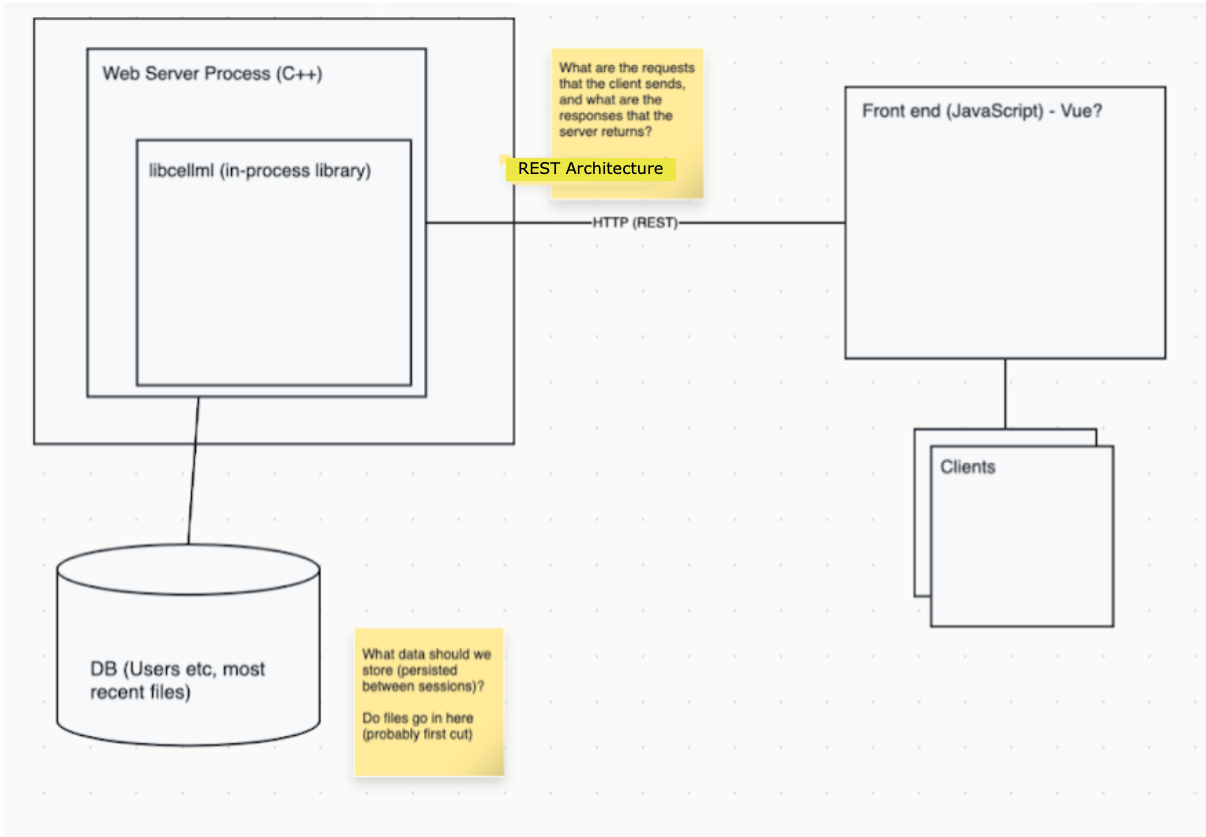 Web Server Process (C++)
libcellml (in-process library)
What are the requests
that the client sends,
and what are the
responses that the
server returns?
REST Architecture
HTTP (REST)
Front end (JavaScript) - Vue?
Clients
DB (Users etc, most
recent files)
What data should we
store (persisted
between sessions)?
Do files go in here
(probably first cut)